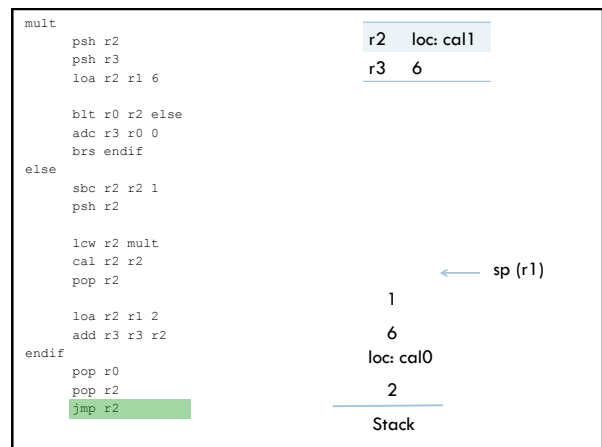 mult
psh r2
psh r3
loa r2 r1 6
blt r0 r2 else
adc r3 r0 0
brs endif
else
sbc r2 r2 1
psh r2
lcw r2 mult
cal r2 r2
pop r2
loa r2 r1 2
add r3 r3 r2
endif
pop r0
pop r2
jmp r2
r2 loc: cal1
r3 6
sp (r1)
1
6
loc: cal0
2
Stack